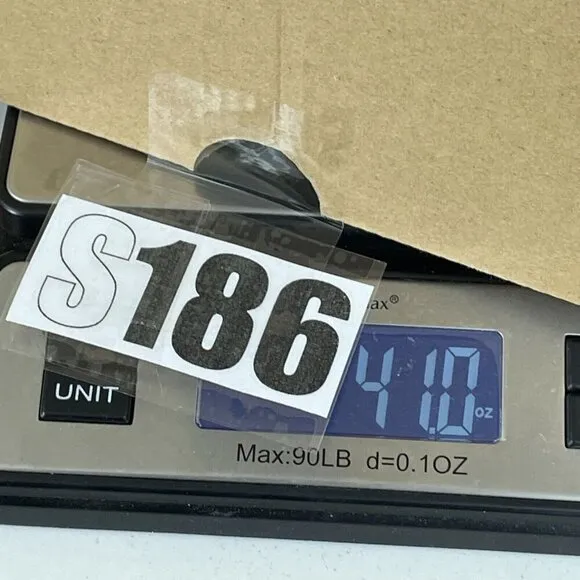 S186
ax®
UNIT
41.0 oz
Max:90LB d=0.1OZ